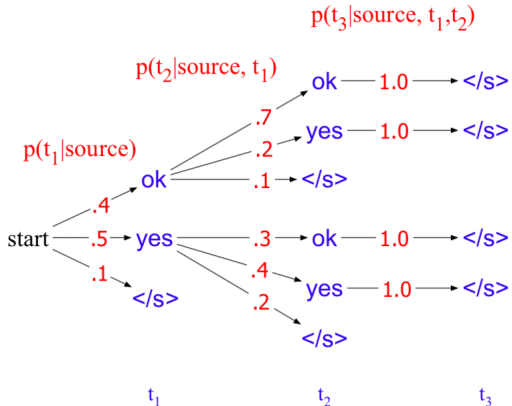 p(t₃|source, t₁,t₂)
p(t₂|source, t₁)
ok 1.0 </s>
.7
yes 1.0 </s>
.2
p(t₁|source)
ok .1 </s>
.4
start .5 yes .3 ok 1.0 </s>
.1
.4 yes 1.0 </s>
</s> .2
</s>
t₁ t₂ t₃